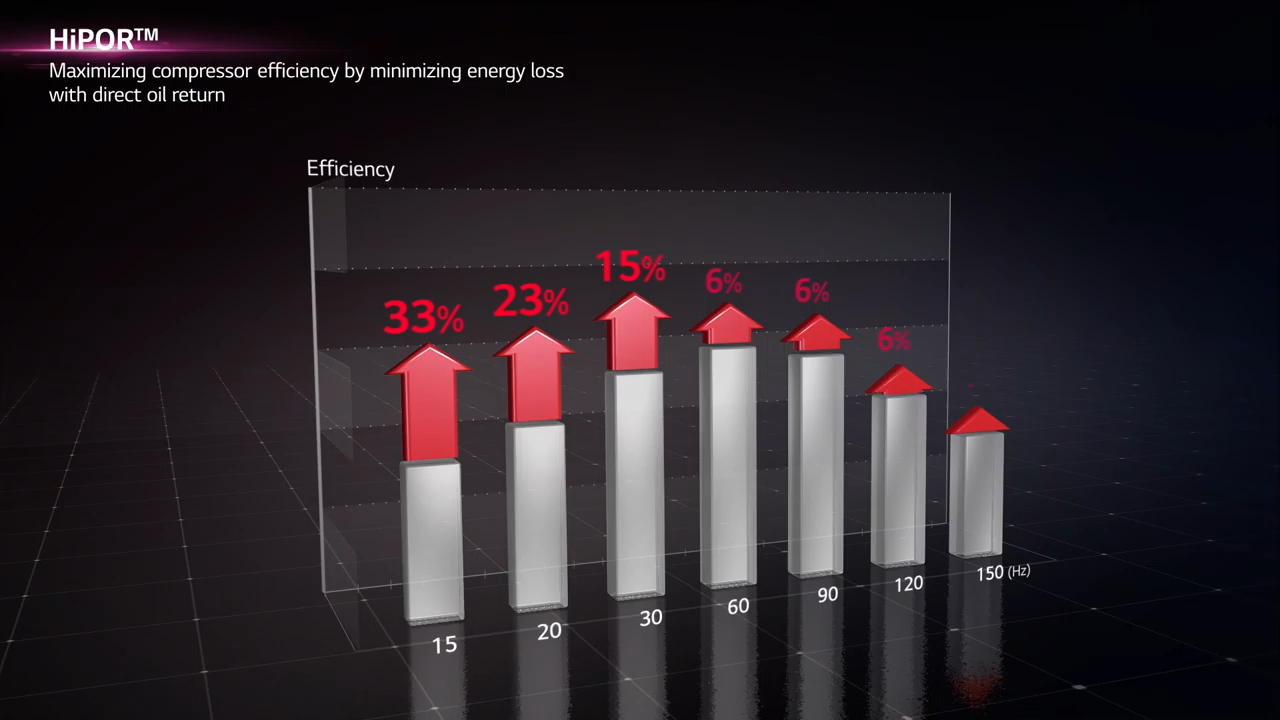 HiPOR™
Maximizing compressor efficiency by minimizing energy loss
with direct oil return
Efficiency
33%
23%
15%
6%
6%
6%
15
20
30
60
90
120
150 (Hz)